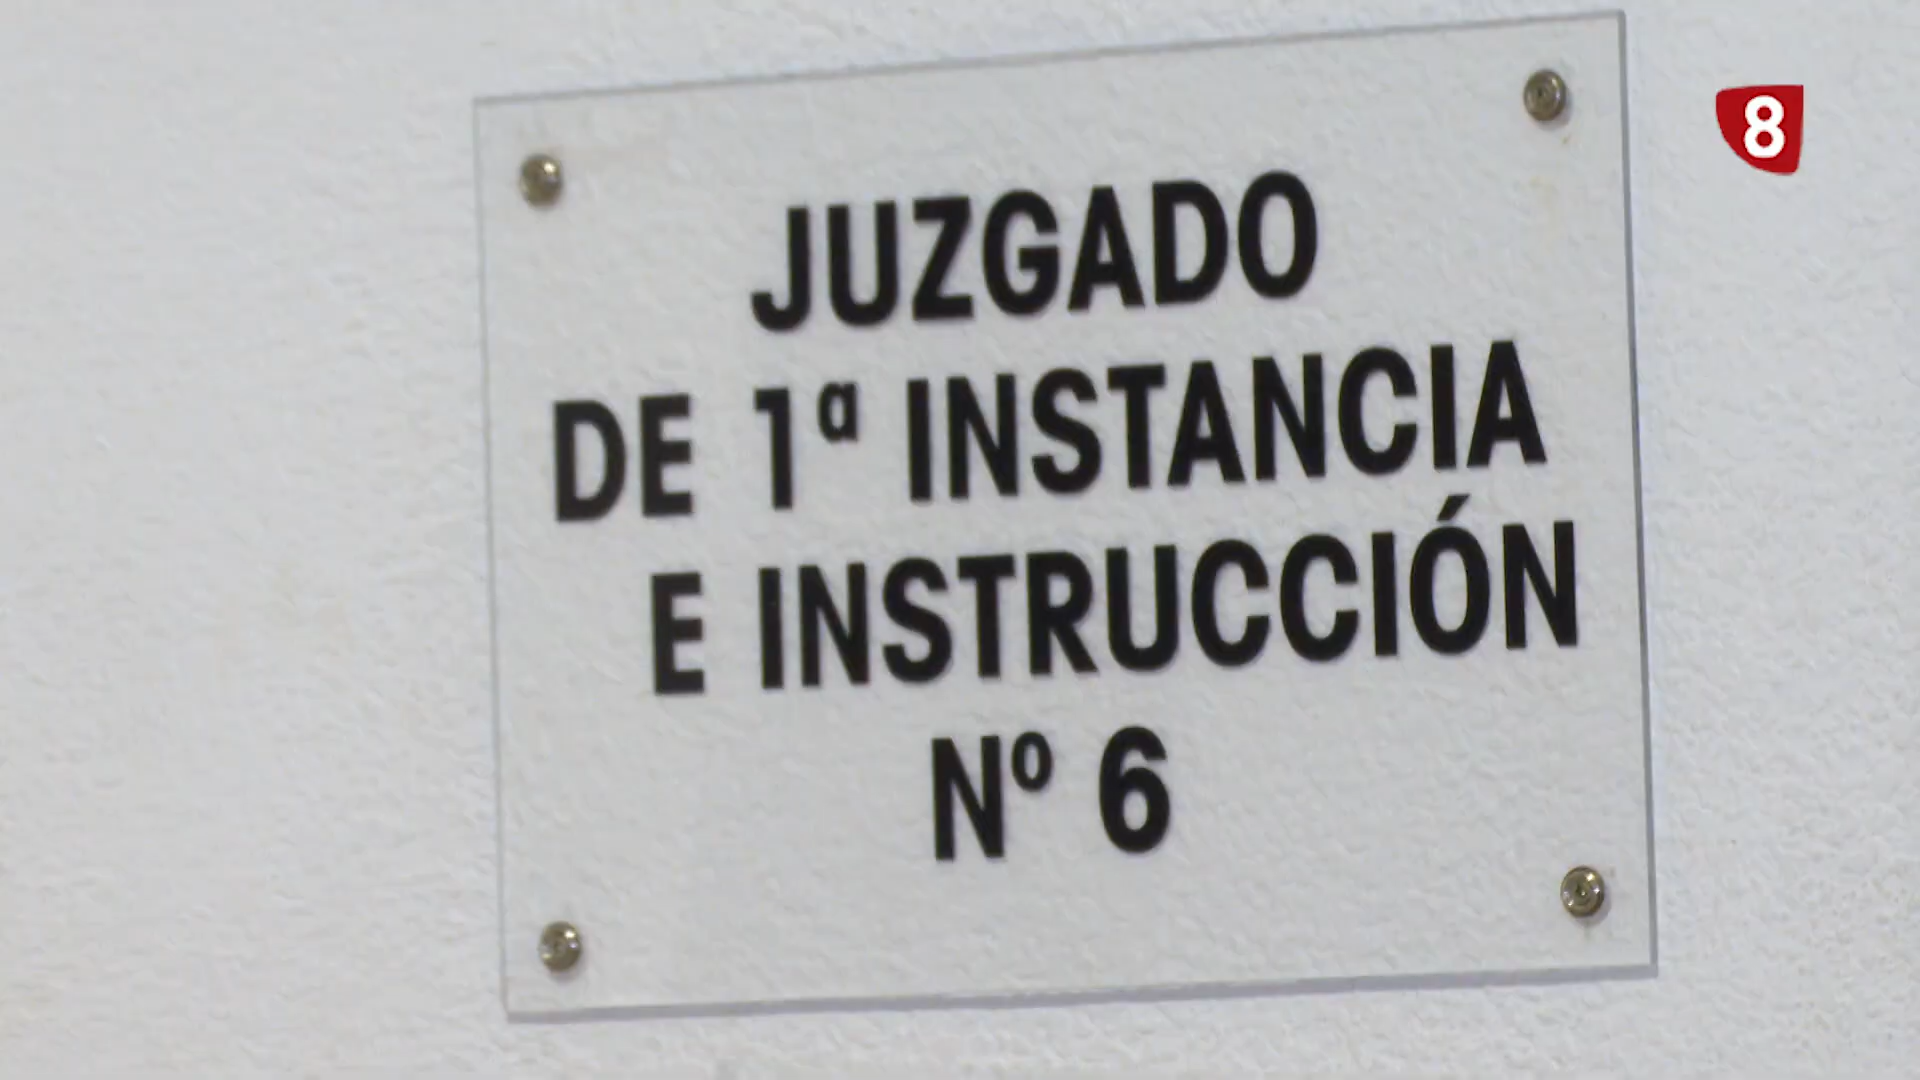 8
JUZGADO
DE 1ª INSTANCIA
E INSTRUCCIÓN
Nº 6